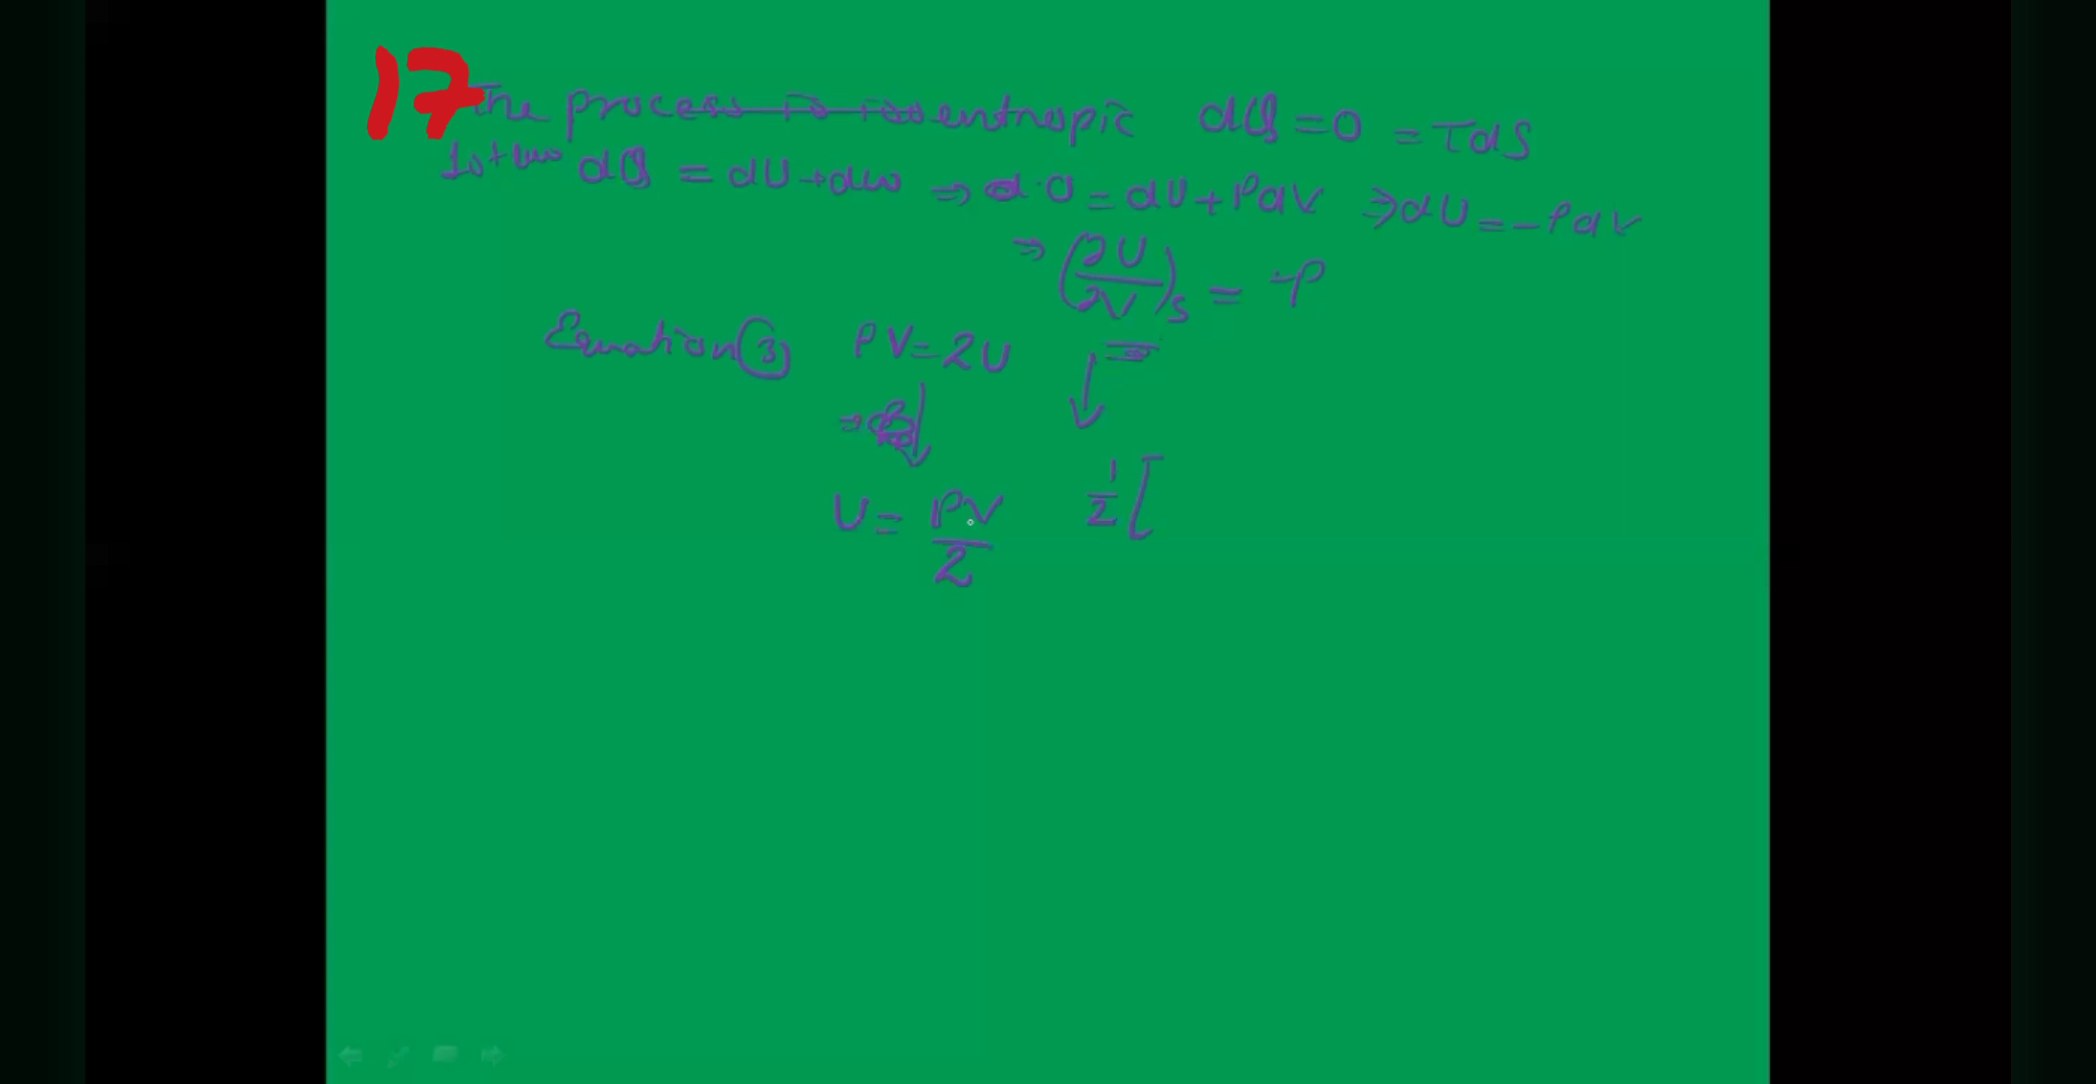 17
The process is isoentropic dQ = 0 = TdS
1st law dQ = dU + dw ⇒ 0 = dU + PdV ⇒ dU = -PdV
⇒ (∂U/∂V)s = -P
Equation (3) PV = 2U
⇒
U = PV/2 1/2 [